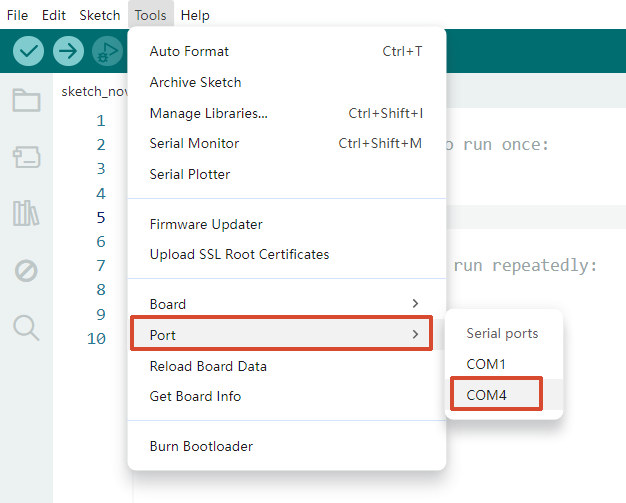 File Edit Sketch Tools Help
Auto Format Ctrl+T
Archive Sketch
sketch_nov
Manage Libraries... Ctrl+Shift+I
1
Serial Monitor Ctrl+Shift+M
2 run once:
Serial Plotter
3
4
5
Firmware Updater
6
Upload SSL Root Certificates
7 run repeatedly:
8
Board
9
Port
Serial ports
10
Reload Board Data
COM1
Get Board Info
COM4
Burn Bootloader